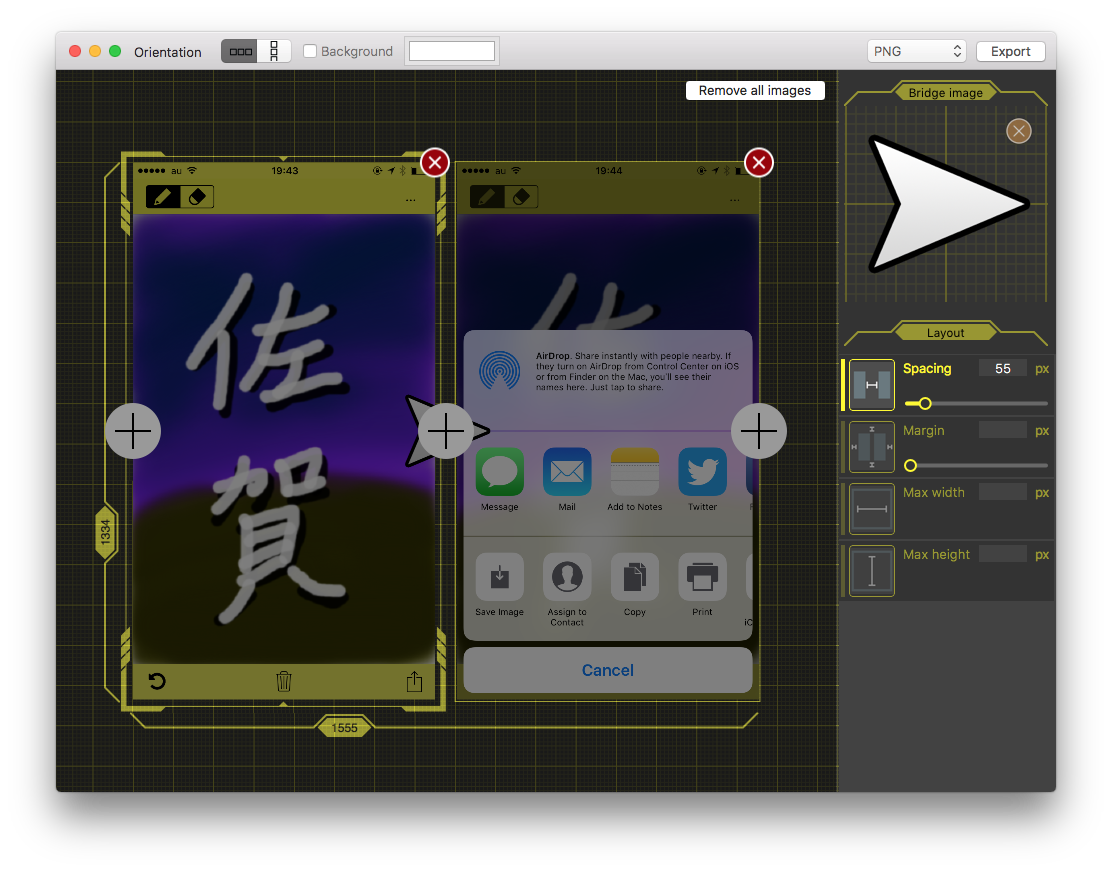 Orientation
Background
PNG
Export
Remove all images
Bridge image
au
19:43
au
19:44
...
...
佐
賀
佐
AirDrop. Share instantly with people nearby. If
they turn on AirDrop from Control Center on iOS
or from Finder on the Mac, you'll see their
names here. Just tap to share.
Message
Mail
Add to Notes
Twitter
Save Image
Assign to
Contact
Copy
Print
Cancel
1334
1555
Layout
Spacing
55
px
Margin
px
Max width
px
Max height
px